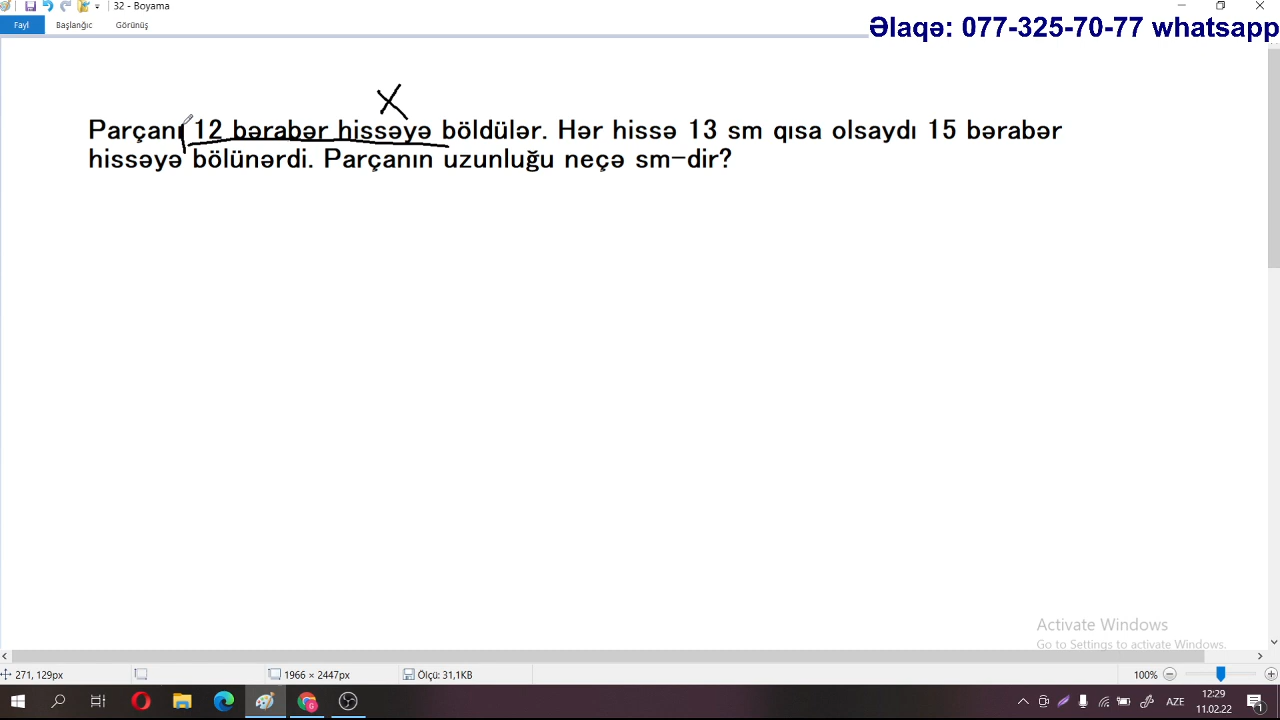 32 - Boyama
Əlaqə: 077-325-70-77 whatsapp
Fayl Başlanğıc Görünüş
X
Parçanı 12 bərabər hissəyə böldülər. Hər hissə 13 sm qısa olsaydı 15 bərabər
hissəyə bölünərdi. Parçanın uzunluğu neçə sm-dir?
Activate Windows
Go to Settings to activate Windows.
271, 129px 1966 × 2447px Ölçü: 31,1KB 100%
AZE 12:29
11.02.22 1